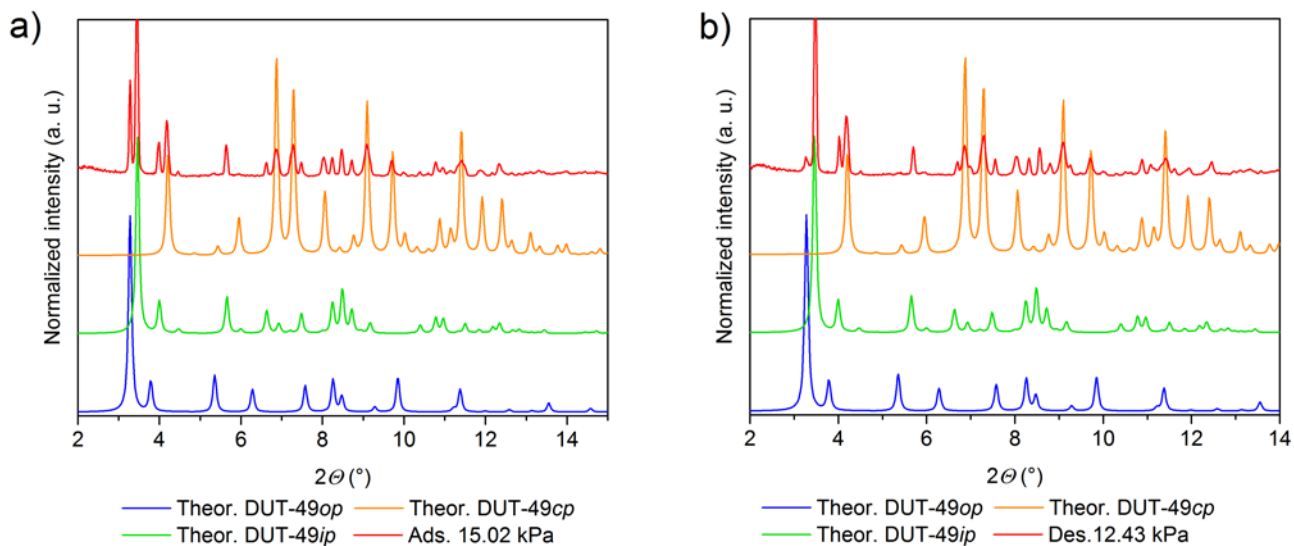 a)
Normalized intensity (a. u.)
2 4 6 8 10 12 14
2Θ (°)
Theor. DUT-49op Theor. DUT-49cp
Theor. DUT-49ip Ads. 15.02 kPa
b)
Normalized intensity (a. u.)
2 4 6 8 10 12 14
2Θ (°)
Theor. DUT-49op Theor. DUT-49cp
Theor. DUT-49ip Des.12.43 kPa